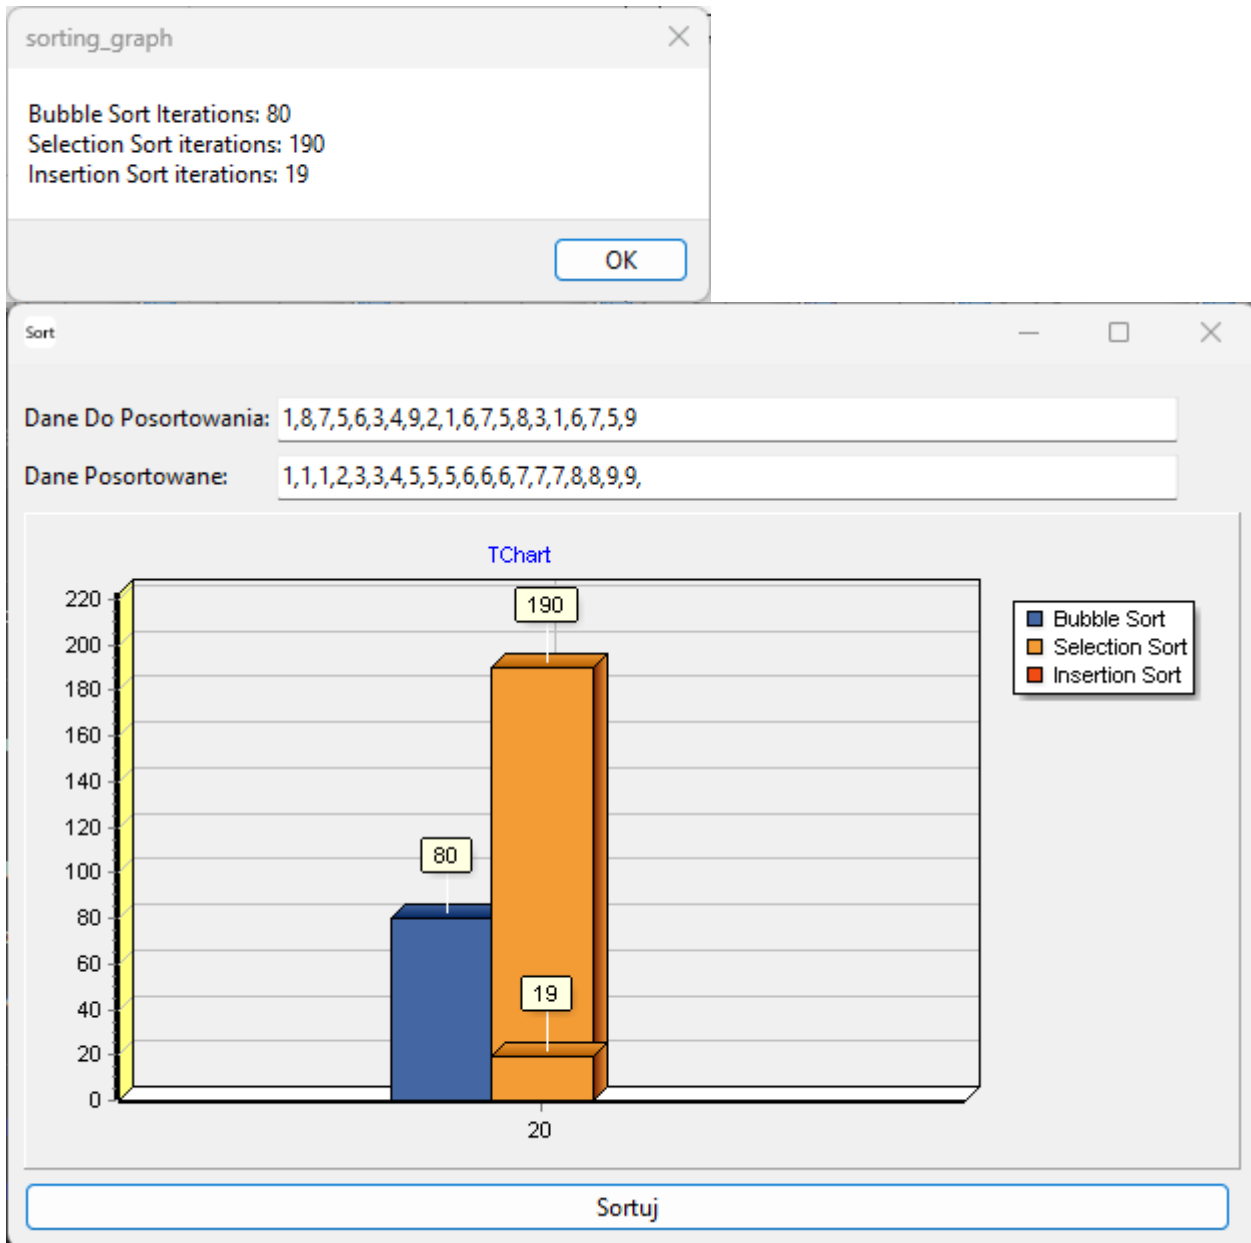 sorting_graph
Bubble Sort Iterations: 80
Selection Sort iterations: 190
Insertion Sort iterations: 19
OK
Sort
Dane Do Posortowania: 1,8,7,5,6,3,4,9,2,1,6,7,5,8,3,1,6,7,5,9
Dane Posortowane: 1,1,1,2,3,3,4,5,5,5,6,6,6,7,7,7,8,8,9,9,
TChart
220
200
180
160
140
120
100
80
60
40
20
0
190
80
19
20
Bubble Sort
Selection Sort
Insertion Sort
Sortuj